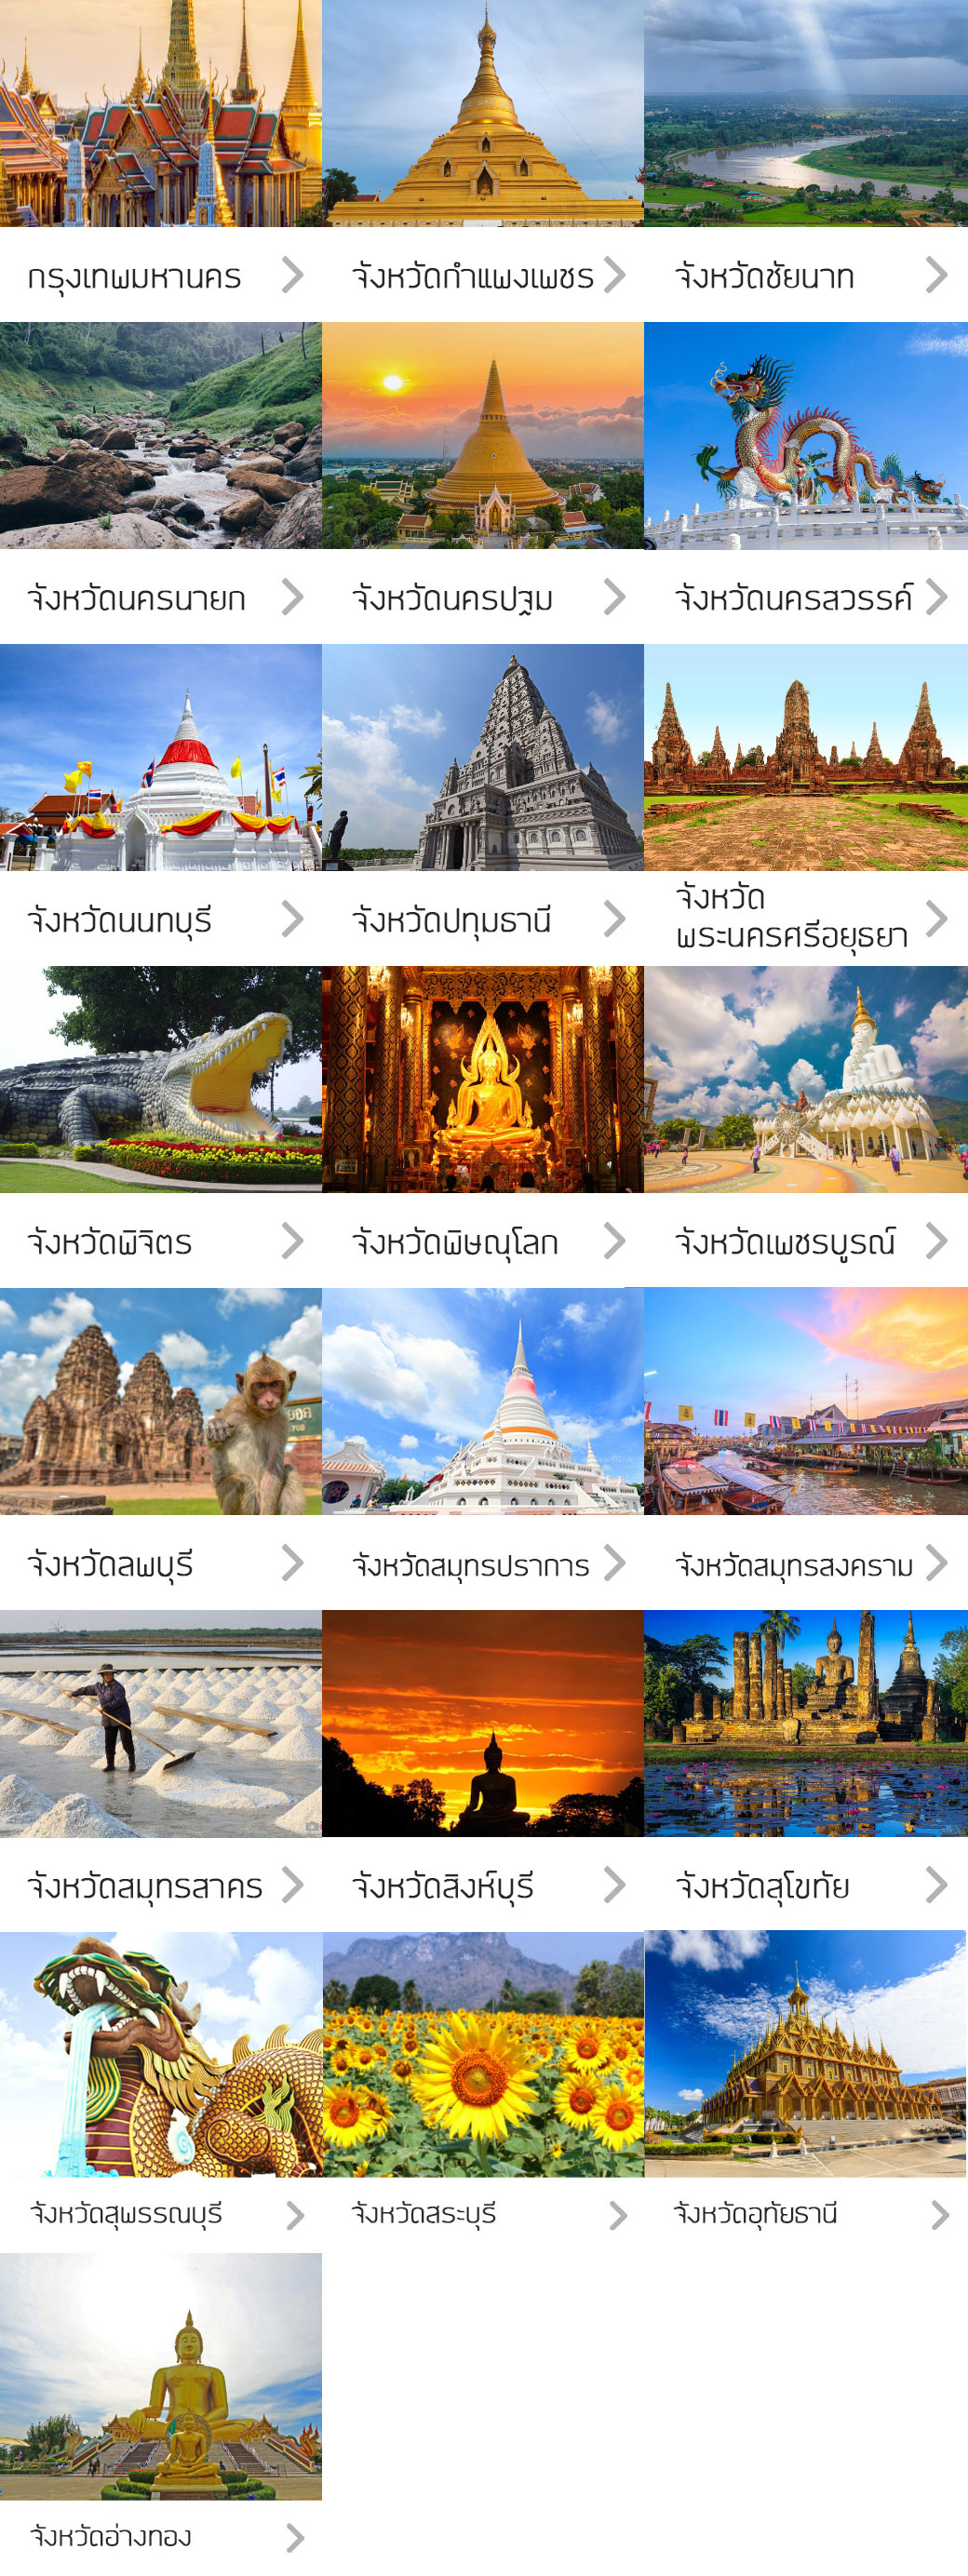 กรุงเทพมหานคร
จังหวัดกำแพงเพชร
จังหวัดชัยนาท
จังหวัดนครนายก
จังหวัดนครปฐม
จังหวัดนครสวรรค์
จังหวัดนนทบุรี
จังหวัดปทุมธานี
จังหวัด
พระนครศรีอยุธยา
จังหวัดพิจิตร
จังหวัดพิษณุโลก
จังหวัดเพชรบูรณ์
จังหวัดลพบุรี
จังหวัดสมุทรปราการ
จังหวัดสมุทรสงคราม
จังหวัดสมุทรสาคร
จังหวัดสิงห์บุรี
จังหวัดสุโขทัย
จังหวัดสุพรรณบุรี
จังหวัดสระบุรี
จังหวัดอุทัยธานี
จังหวัดอ่างทอง